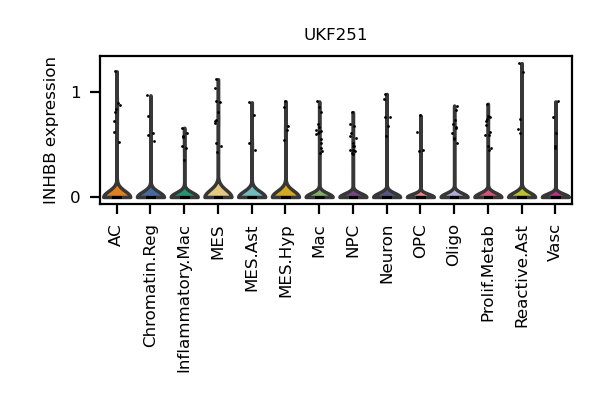 UKF251
INHBB expression
1
0
AC
Chromatin.Reg
Inflammatory.Mac
MES
MES.Ast
MES.Hyp
Mac
NPC
Neuron
OPC
Oligo
Prolif.Metab
Reactive.Ast
Vasc